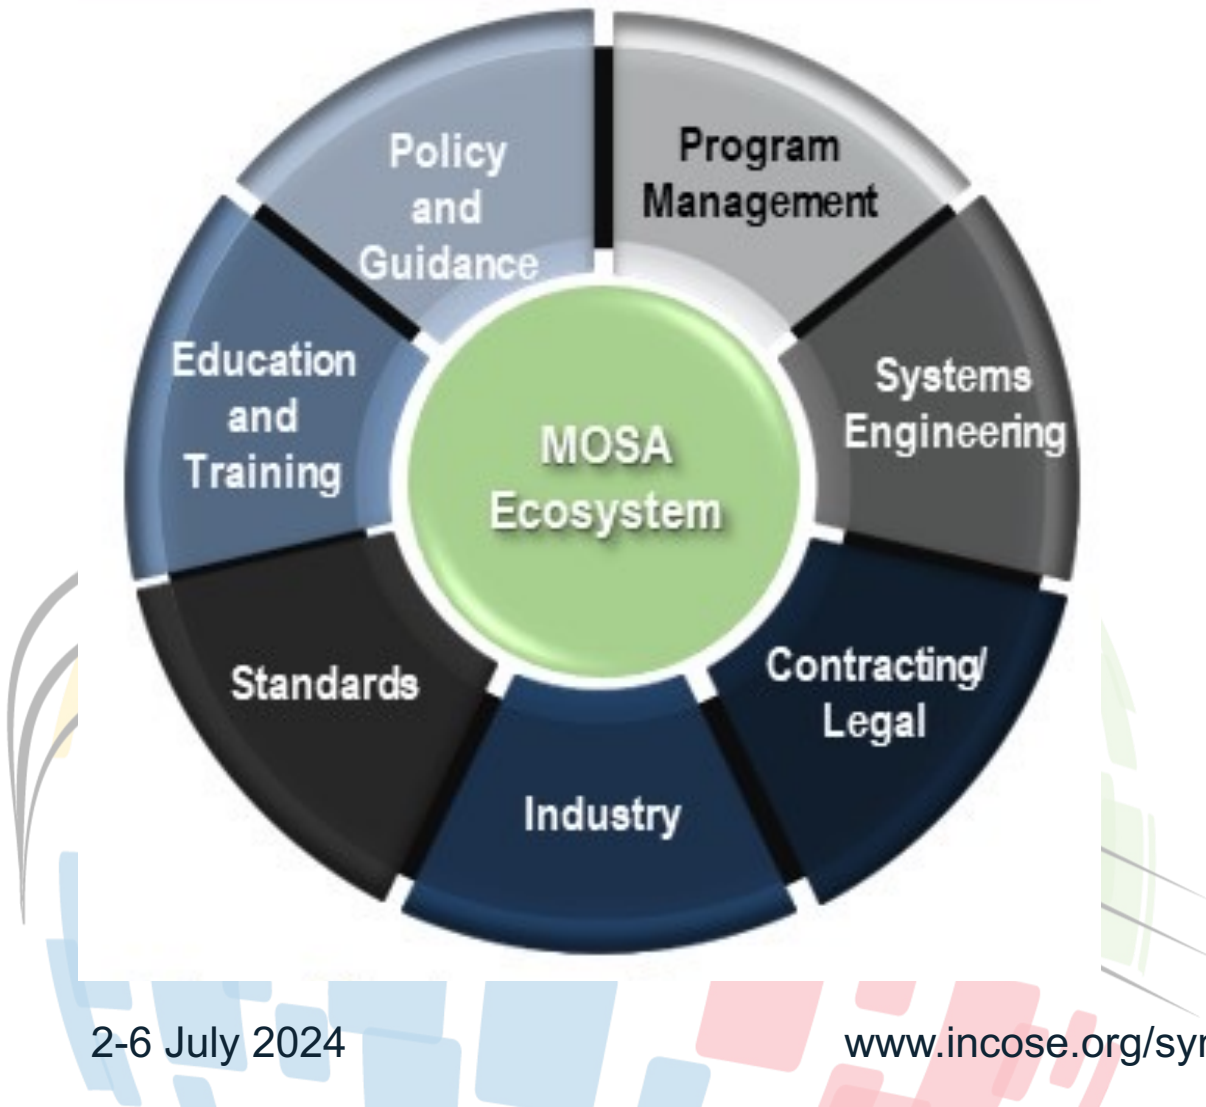 Policy
and
Guidance
Program
Management
Education
and
Training
Systems
Engineering
MOSA
Ecosystem
Standards
Contracting/
Legal
Industry
2-6 July 2024
www.incose.org/syr